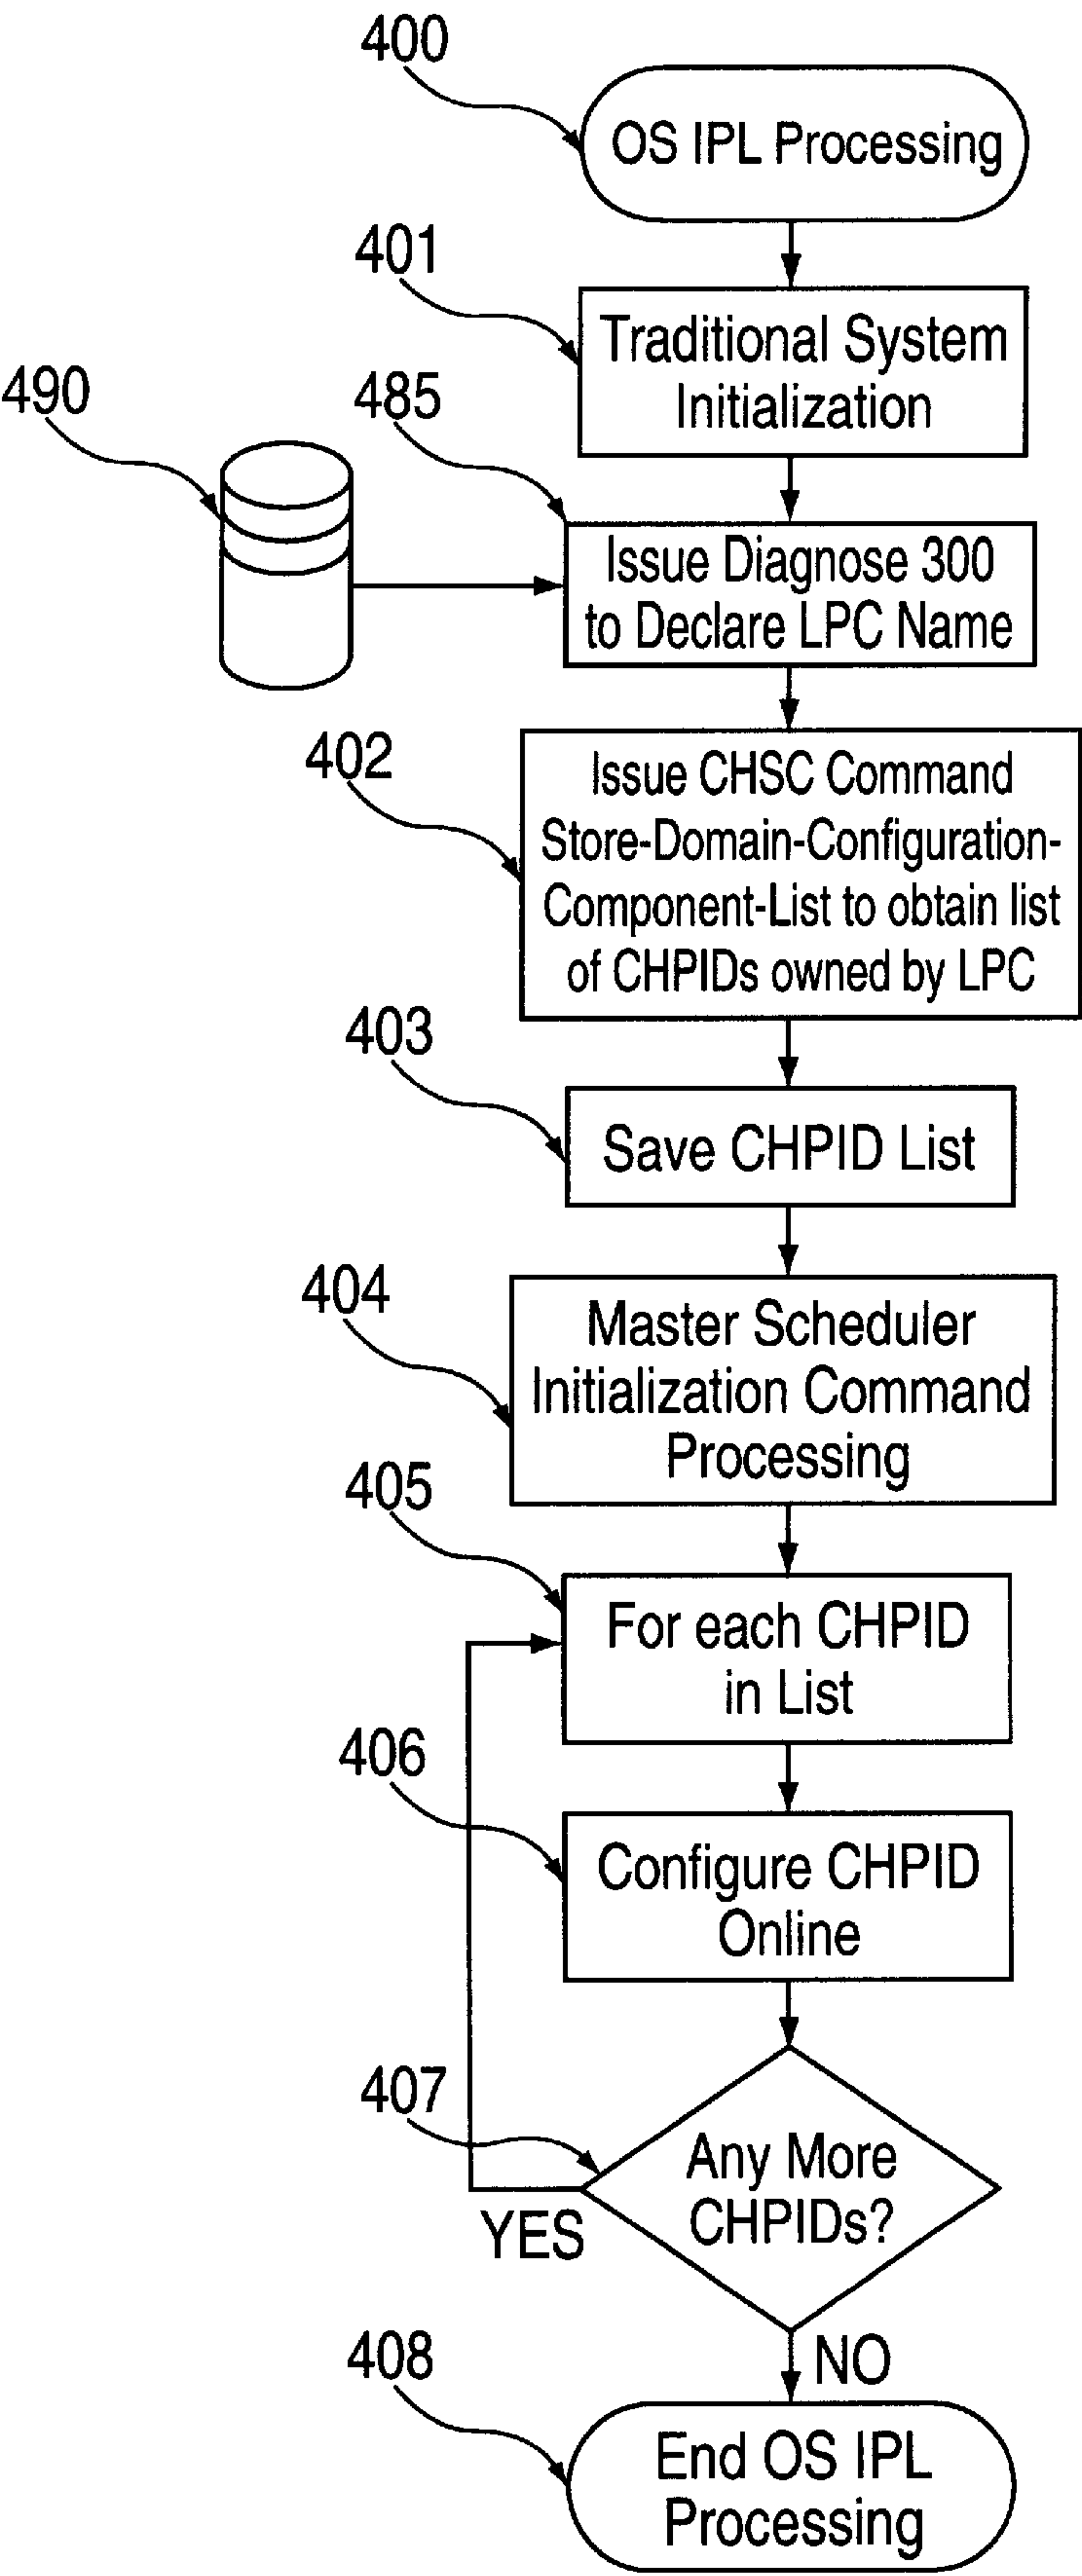 400
OS IPL Processing
401
Traditional System
Initialization
490
485
Issue Diagnose 300
to Declare LPC Name
402
Issue CHSC Command
Store-Domain-Configuration-
Component-List to obtain list
of CHPIDs owned by LPC
403
Save CHPID List
404
Master Scheduler
Initialization Command
Processing
405
For each CHPID
in List
406
Configure CHPID
Online
407
Any More
CHPIDs?
YES
NO
408
End OS IPL
Processing